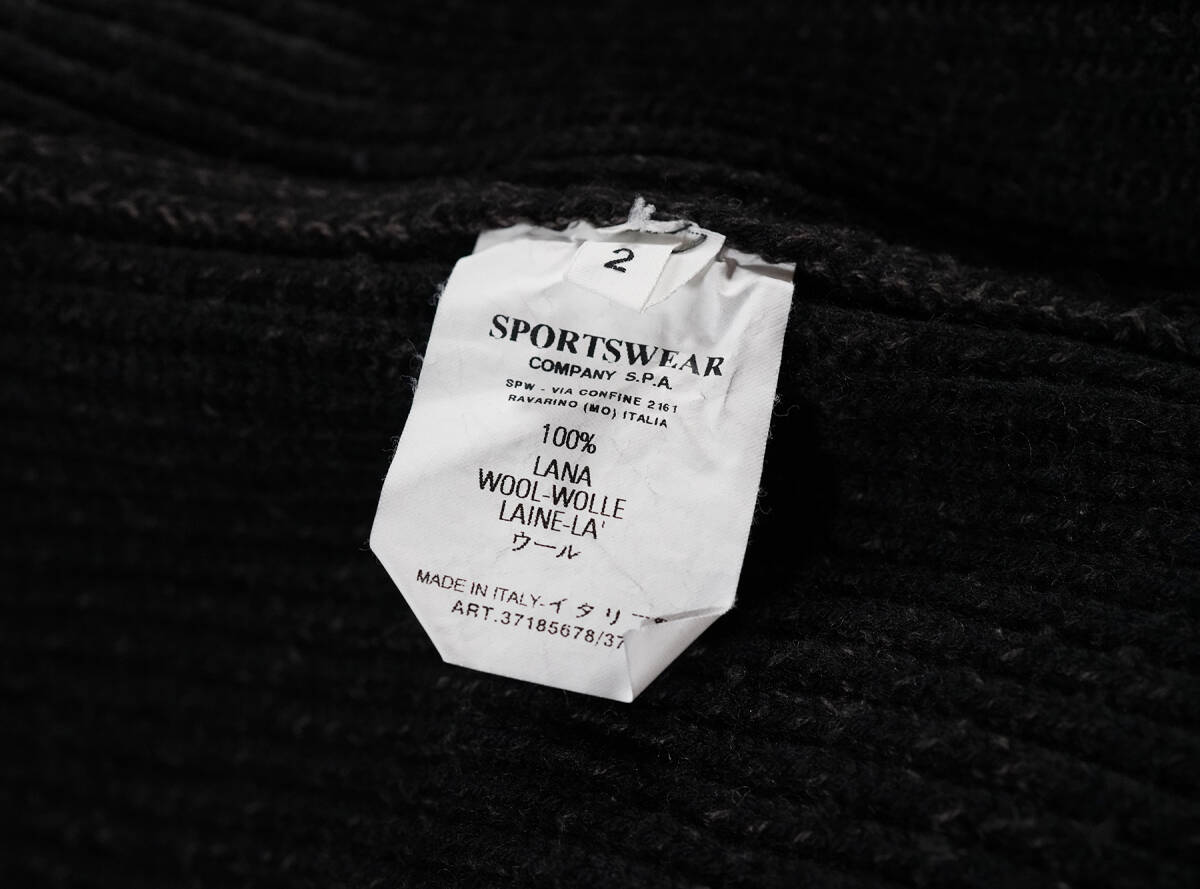 2
SPORTSWEAR
COMPANY S.P.A.
SPW - VIA CONFINE 2161
RAVARINO (MO) ITALIA
100%
LANA
WOOL-WOLLE
LAINE-LA'
ウール
MADE IN ITALY-イタリー
ART.37185678/37